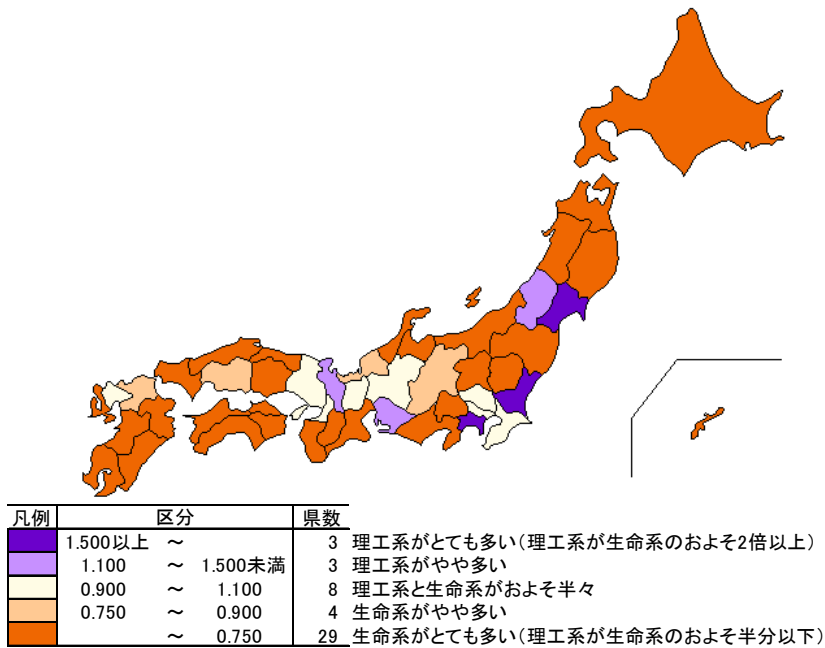 凡例 区分 県数
1.500以上 ～ 3 理工系がとても多い（理工系が生命系のおよそ2倍以上）
1.100 ～ 1.500未満 3 理工系がやや多い
0.900 ～ 1.100 8 理工系と生命系がおよそ半々
0.750 ～ 0.900 4 生命系がやや多い
～ 0.750 29 生命系がとても多い（理工系が生命系のおよそ半分以下）